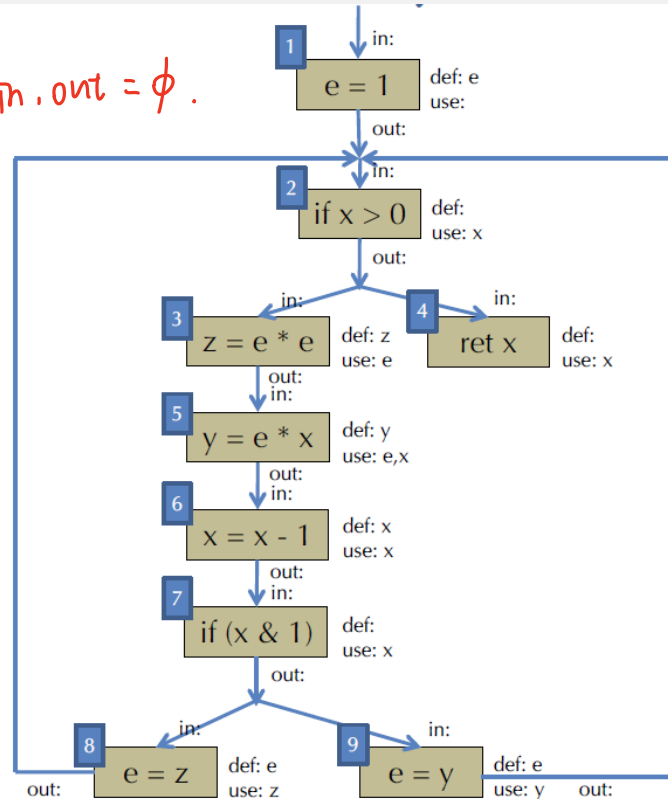 in:
1
e = 1
def: e
use:
out:
, out = ϕ.
in:
2
if x > 0
def:
use: x
out:
in:
3
z = e * e
def: z
use: e
out:
in:
4
ret x
def:
use: x
in:
5
y = e * x
def: y
use: e,x
out:
in:
6
x = x - 1
def: x
use: x
out:
in:
7
if (x & 1)
def:
use: x
out:
in:
8
e = z
def: e
use: z
out:
in:
9
e = y
def: e
use: y
out: